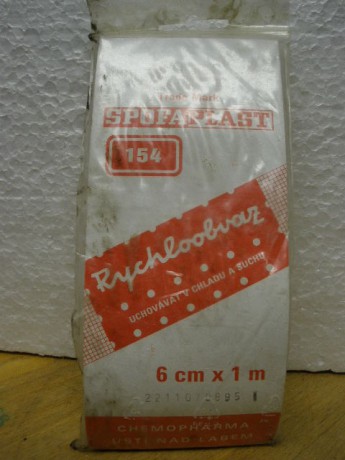 SPOFAPLAST
154
Rychloobvaz
UCHOVÁVAT V CHLADU A SUCHU
6 cm x 1 m
CHEMOPHARMA
ÚSTÍ NAD LABEM